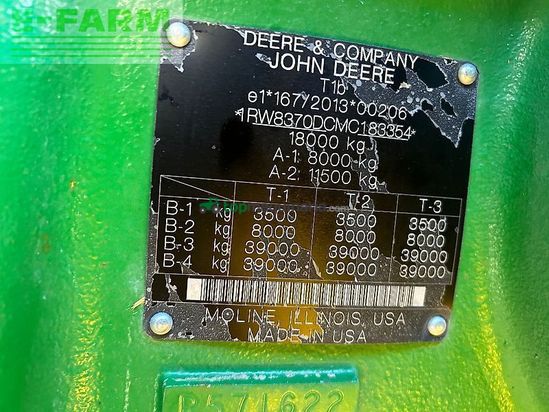 H-FARM
DEERE & COMPANY
JOHN DEERE
T1b
e1*167/2013*00206
*1RW8370DCMC183354*
18000 kg
A-1: 8000 kg
A-2: 11500 kg
T-1 T-2 T-3
B-1 kg 3500 3500 3500
B-2 kg 8000 8000 8000
B-3 kg 39000 39000 39000
B-4 kg 39000 39000 39000
MOLINE, ILLINOIS, USA
MADE IN USA
R571622